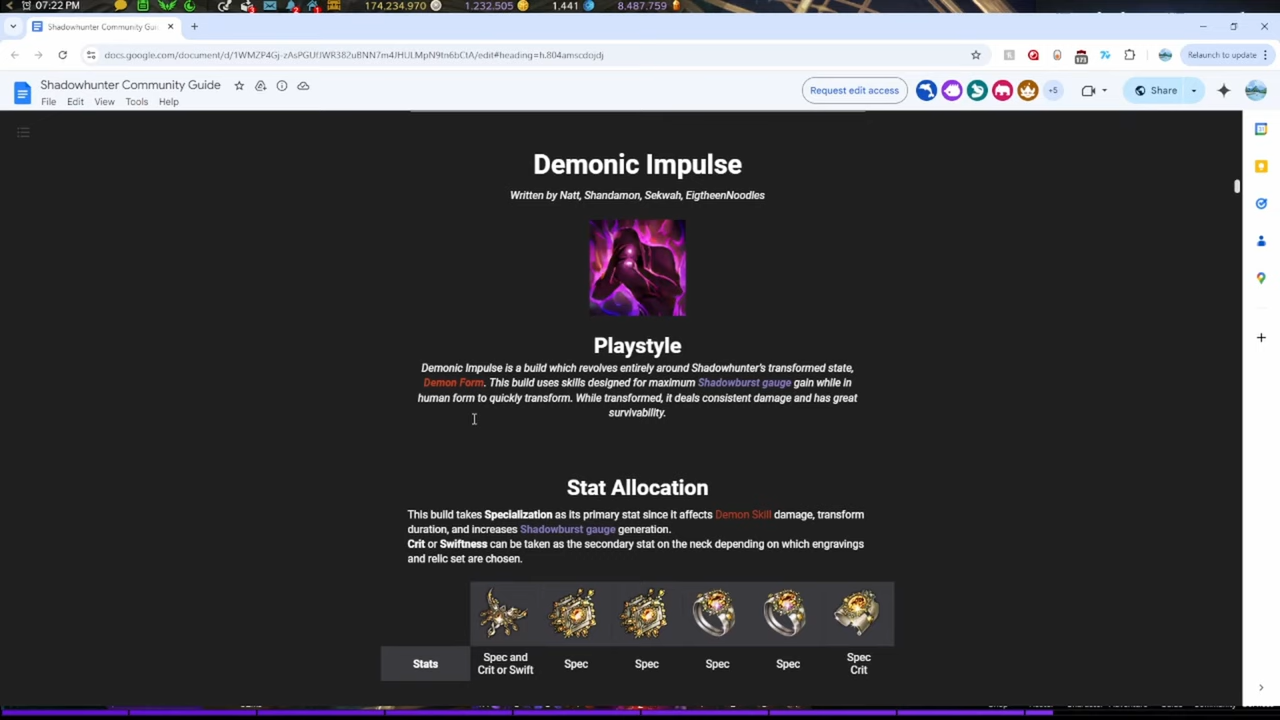 07:22 PM
2
1
174,234,970
1,232,505
1,441
8,487,759
Shadowhunter Community Gui
docs.google.com/document/d/1WMZP4Gj-zAsPGUfJWR382uBNN7m4JHULMpN9tn6bCtA/edit#heading=h.804amscdojdj
173
Relaunch to update
Shadowhunter Community Guide
File Edit View Tools Help
Request edit access
+5
Share
Demonic Impulse
Written by Natt, Shandamon, Sekwah, EigtheenNoodles
Playstyle
Demonic Impulse is a build which revolves entirely around Shadowhunter's transformed state,
Demon Form. This build uses skills designed for maximum Shadowburst gauge gain while in
human form to quickly transform. While transformed, it deals consistent damage and has great
survivability.
Stat Allocation
This build takes Specialization as its primary stat since it affects Demon Skill damage, transform
duration, and increases Shadowburst gauge generation.
Crit or Swiftness can be taken as the secondary stat on the neck depending on which engravings
and relic set are chosen.
Stats
Spec and
Crit or Swift
Spec
Spec
Spec
Spec
Spec
Crit